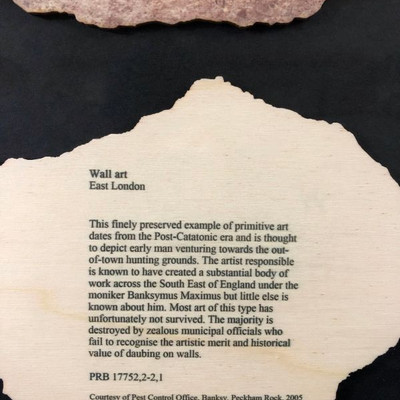 Wall art
East London
This finely preserved example of primitive art
dates from the Post-Catatonic era and is thought
to depict early man venturing towards the out-
of-town hunting grounds. The artist responsible
is known to have created a substantial body of
work across the South East of England under the
moniker Banksymus Maximus but little else is
known about him. Most art of this type has
unfortunately not survived. The majority is
destroyed by zealous municipal officials who
fail to recognise the artistic merit and historical
value of daubing on walls.
PRB 17752,2-2,1
Courtesy of Pest Control Office, Banksy, Peckham Rock, 2005